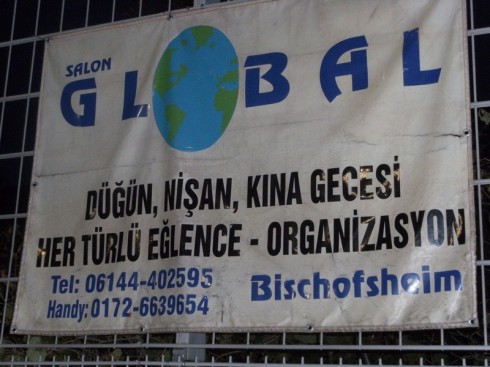 SALON
GLOBAL
DÜĞÜN, NİŞAN, KINA GECESİ
HER TÜRLÜ EĞLENCE - ORGANİZASYON
Tel: 06144-402595 Bischofsheim
Handy: 0172-6639654